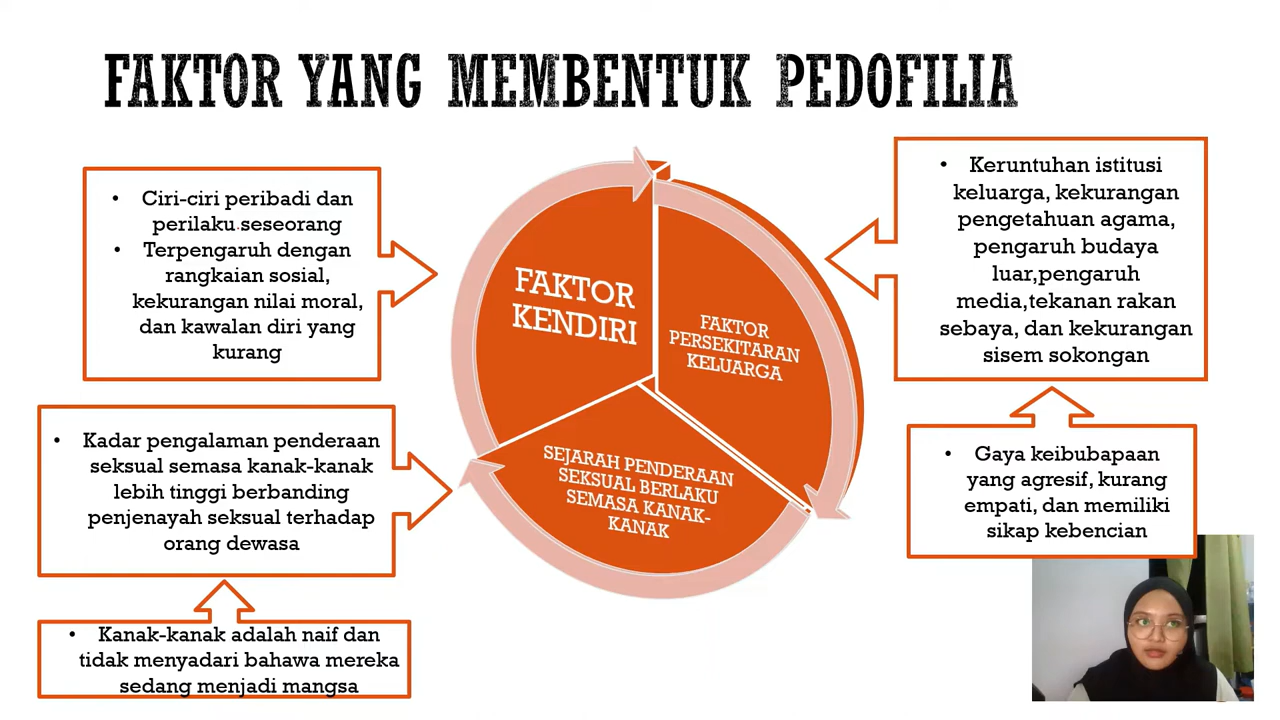 FAKTOR YANG MEMBENTUK PEDOFILIA
• Ciri-ciri peribadi dan
perilaku seseorang
• Terpengaruh dengan
rangkaian sosial,
kekurangan nilai moral,
dan kawalan diri yang
kurang
• Kadar pengalaman penderaan
seksual semasa kanak-kanak
lebih tinggi berbanding
penjenayah seksual terhadap
orang dewasa
• Kanak-kanak adalah naif dan
tidak menyadari bahawa mereka
sedang menjadi mangsa
FAKTOR
KENDIRI
FAKTOR
PERSEKITARAN
KELUARGA
SEJARAH PENDERAAN
SEKSUAL BERLAKU
SEMASA KANAK-
KANAK
• Keruntuhan istitusi
keluarga, kekurangan
pengetahuan agama,
pengaruh budaya
luar,pengaruh
media,tekanan rakan
sebaya, dan kekurangan
sisem sokongan
• Gaya keibubapaan
yang agresif, kurang
empati, dan memiliki
sikap kebencian